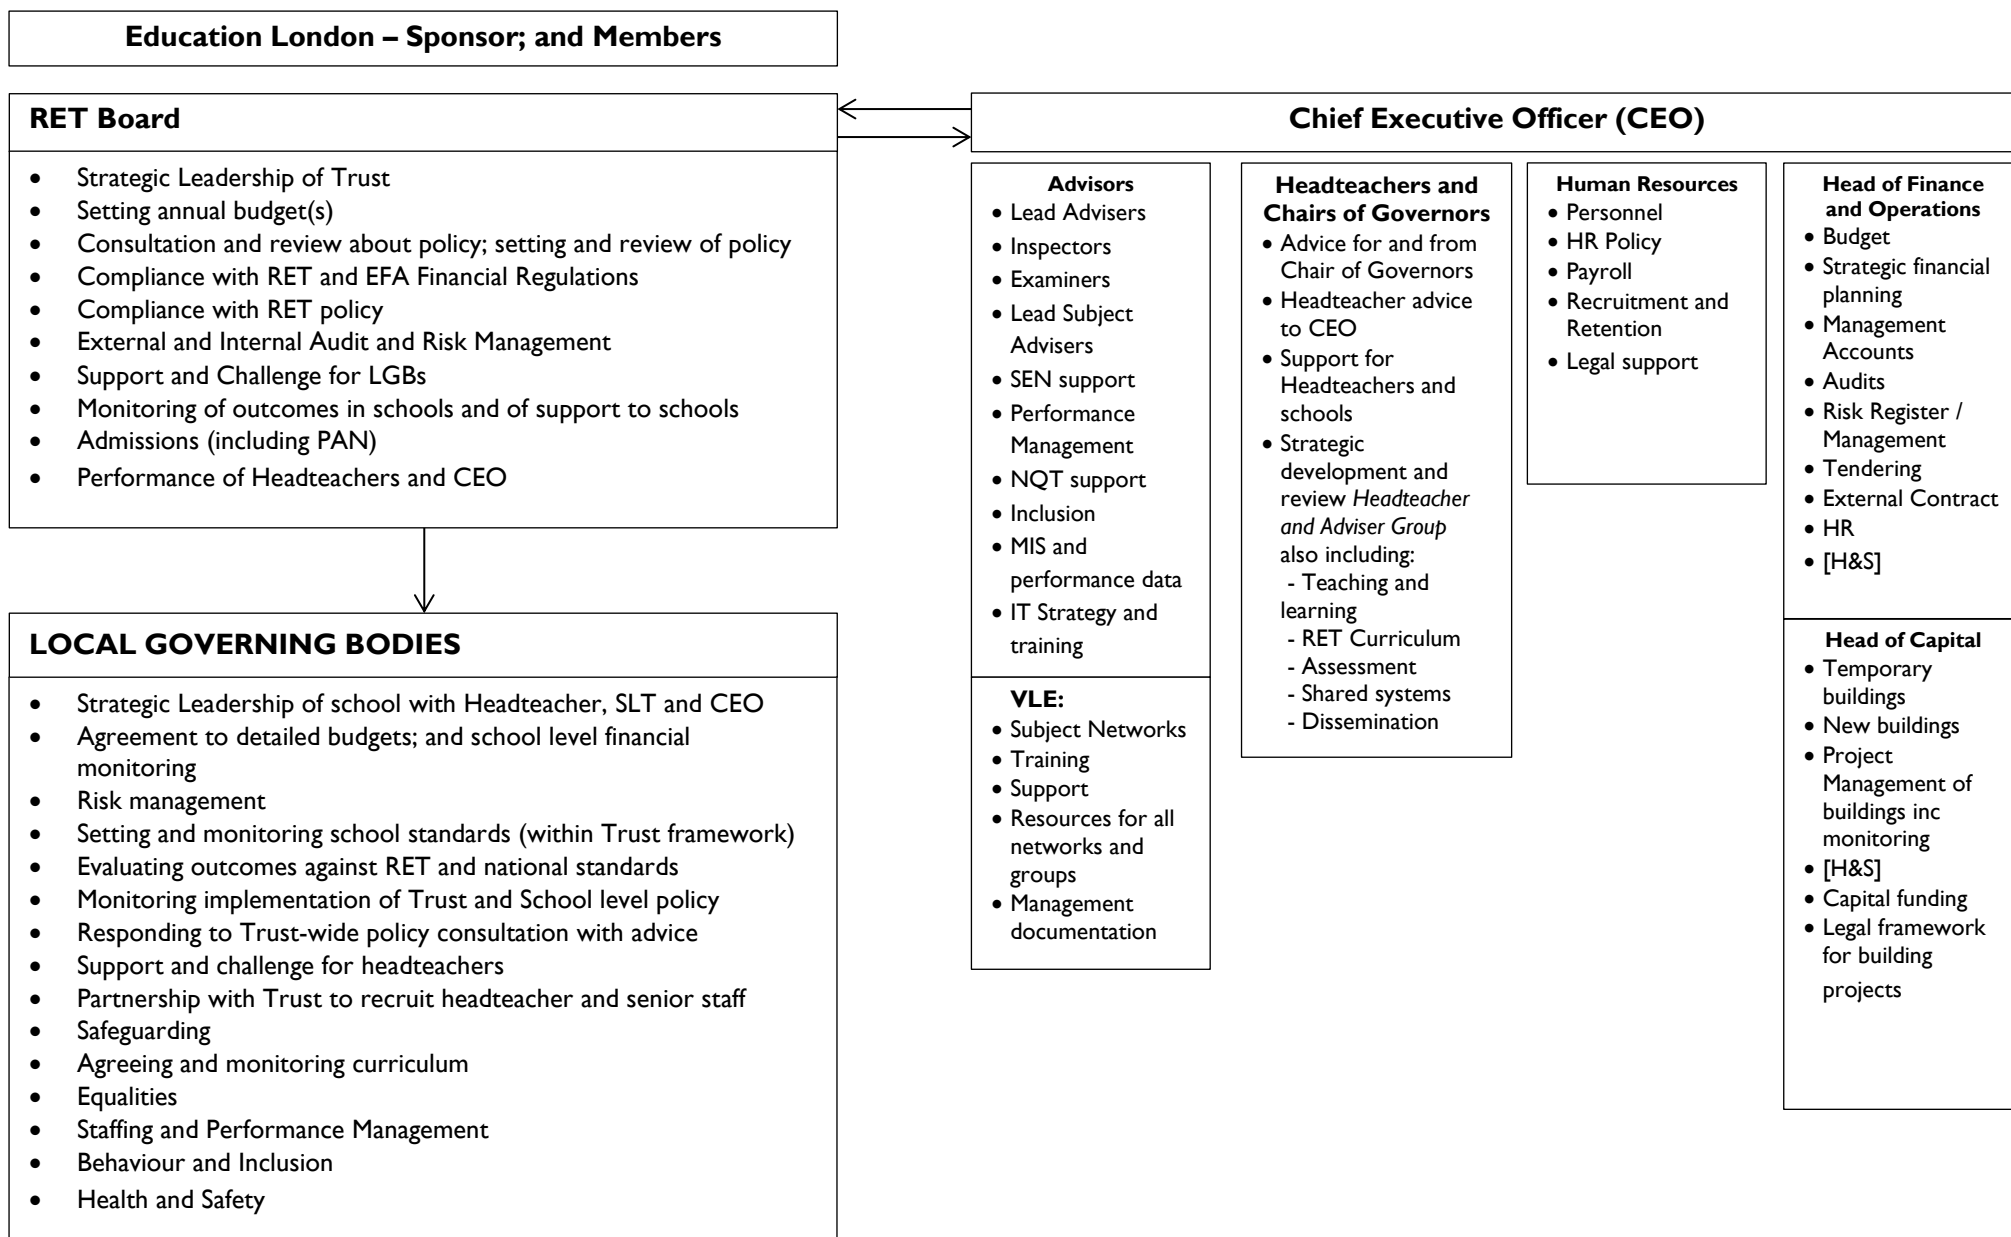 Education London – Sponsor; and Members
RET Board
• Strategic Leadership of Trust
• Setting annual budget(s)
• Consultation and review about policy; setting and review of policy
• Compliance with RET and EFA Financial Regulations
• Compliance with RET policy
• External and Internal Audit and Risk Management
• Support and Challenge for LGBs
• Monitoring of outcomes in schools and of support to schools
• Admissions (including PAN)
• Performance of Headteachers and CEO
LOCAL GOVERNING BODIES
• Strategic Leadership of school with Headteacher, SLT and CEO
• Agreement to detailed budgets; and school level financial
monitoring
• Risk management
• Setting and monitoring school standards (within Trust framework)
• Evaluating outcomes against RET and national standards
• Monitoring implementation of Trust and School level policy
• Responding to Trust-wide policy consultation with advice
• Support and challenge for headteachers
• Partnership with Trust to recruit headteacher and senior staff
• Safeguarding
• Agreeing and monitoring curriculum
• Equalities
• Staffing and Performance Management
• Behaviour and Inclusion
• Health and Safety
Chief Executive Officer (CEO)
Advisors
• Lead Advisers
• Inspectors
• Examiners
• Lead Subject
Advisers
• SEN support
• Performance
Management
• NQT support
• Inclusion
• MIS and
performance data
• IT Strategy and
training
VLE:
• Subject Networks
• Training
• Support
• Resources for all
networks and
groups
• Management
documentation
Headteachers and
Chairs of Governors
• Advice for and from
Chair of Governors
• Headteacher advice
to CEO
• Support for
Headteachers and
schools
• Strategic
development and
review Headteacher
and Adviser Group
also including:
- Teaching and
learning
- RET Curriculum
- Assessment
- Shared systems
- Dissemination
Human Resources
• Personnel
• HR Policy
• Payroll
• Recruitment and
Retention
• Legal support
Head of Finance
and Operations
• Budget
• Strategic financial
planning
• Management
Accounts
• Audits
• Risk Register /
Management
• Tendering
• External Contract
• HR
• [H&S]
Head of Capital
• Temporary
buildings
• New buildings
• Project
Management of
buildings inc
monitoring
• [H&S]
• Capital funding
• Legal framework
for building
projects